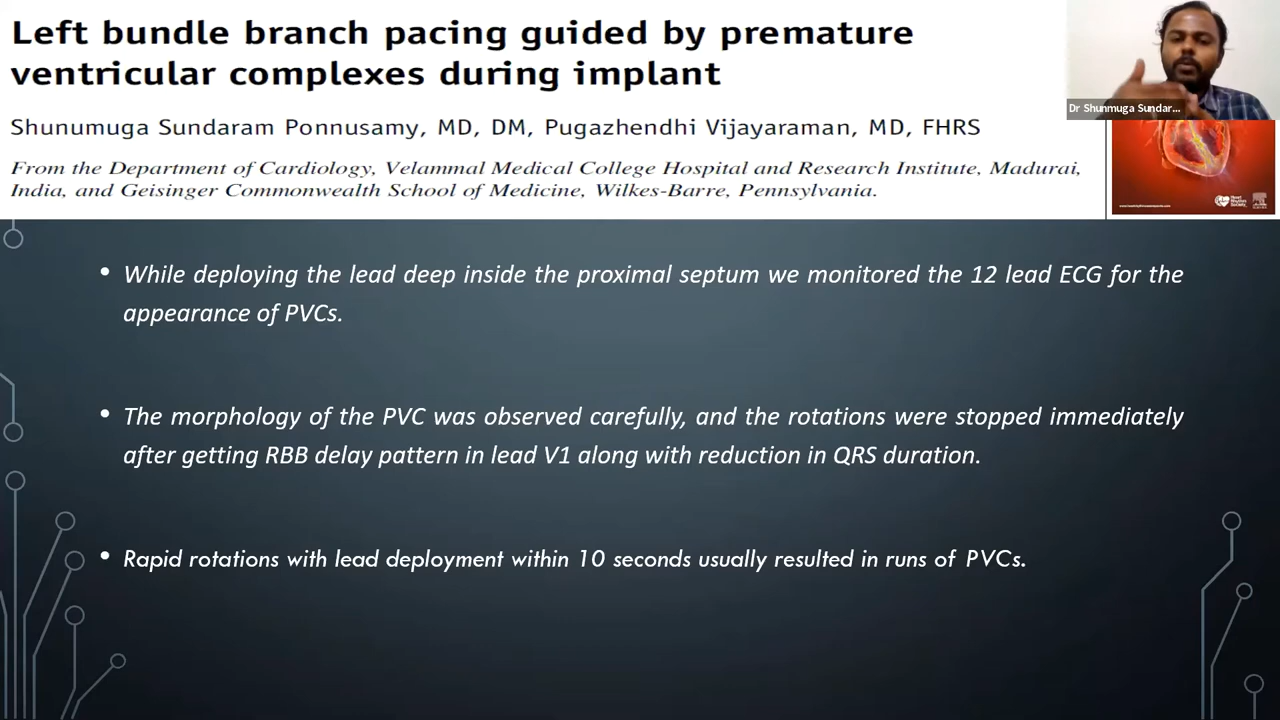 Left bundle branch pacing guided by premature
ventricular complexes during implant
Shunumuga Sundaram Ponnusamy, MD, DM, Pugazhendhi Vijayaraman, MD, FHRS
From the Department of Cardiology, Velammal Medical College Hospital and Research Institute, Madurai,
India, and Geisinger Commonwealth School of Medicine, Wilkes-Barre, Pennsylvania.
Dr Shunmuga Sundar...
• While deploying the lead deep inside the proximal septum we monitored the 12 lead ECG for the
appearance of PVCs.
• The morphology of the PVC was observed carefully, and the rotations were stopped immediately
after getting RBB delay pattern in lead V1 along with reduction in QRS duration.
• Rapid rotations with lead deployment within 10 seconds usually resulted in runs of PVCs.